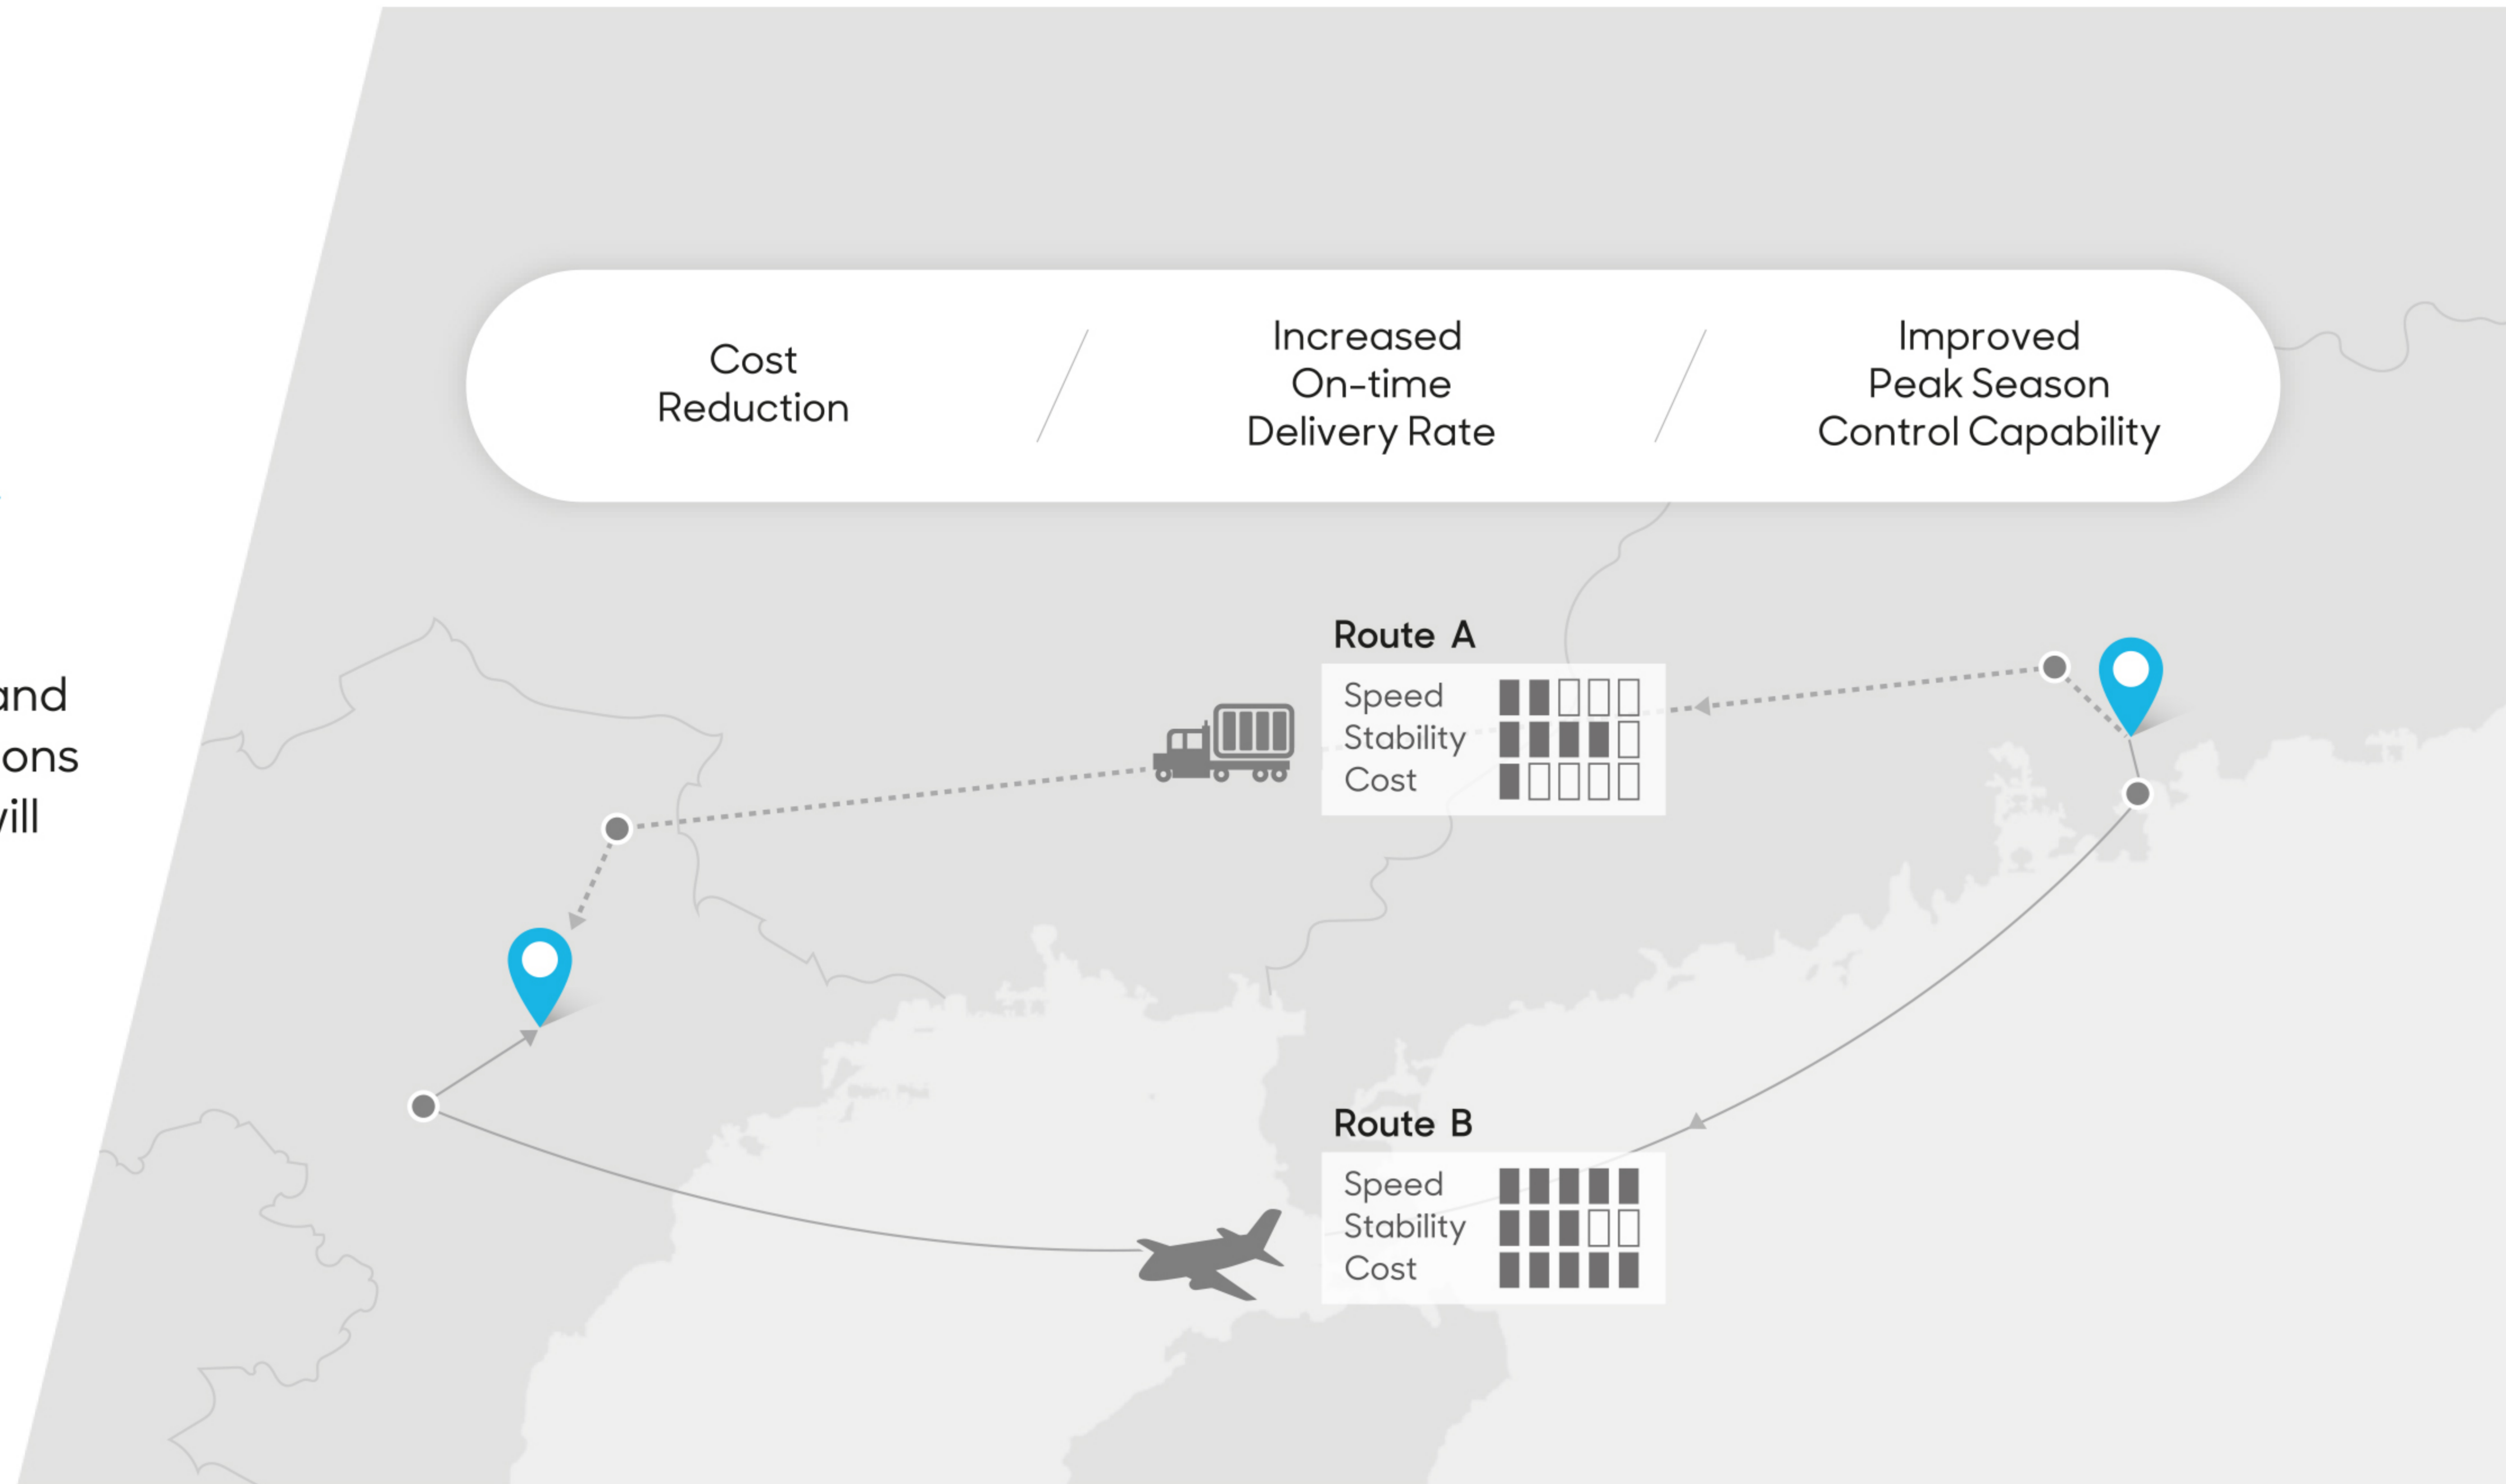 and
ons
Cost
Reduction
Increased
On-time
Delivery Rate
Improved
Peak Season
Control Capability
Route A
Speed
Stability
Cost
Route B
Speed
Stability
Cost